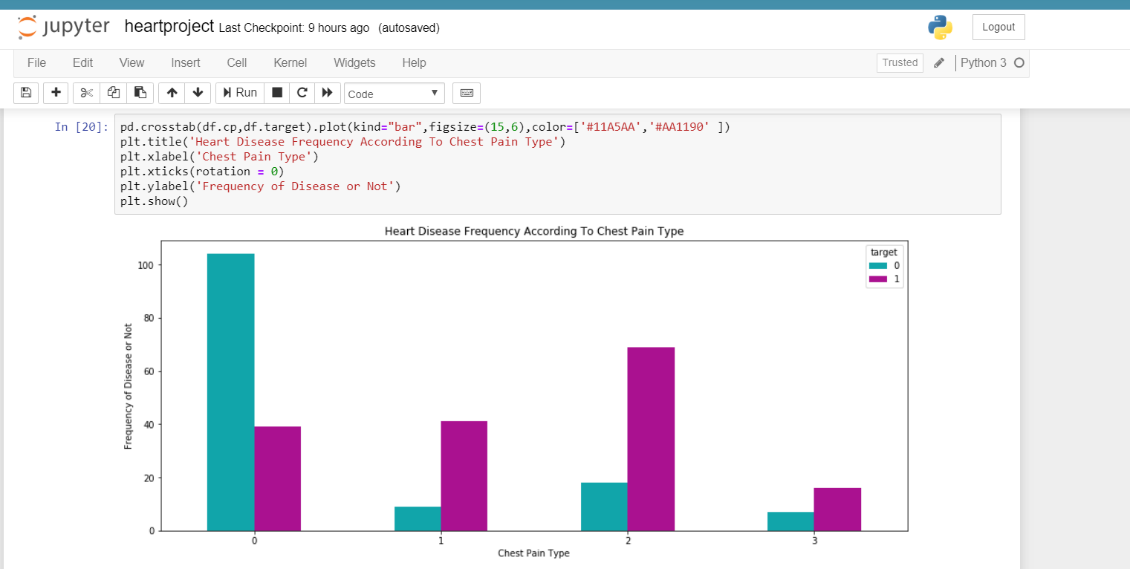 jupyter heartproject Last Checkpoint: 9 hours ago (autosaved)
Logout
File Edit View Insert Cell Kernel Widgets Help
Trusted
Python 3
Run
Code
In [20]: pd.crosstab(df.cp,df.target).plot(kind="bar",figsize=(15,6),color=['#11A5AA','#AA1190' ])
plt.title('Heart Disease Frequency According To Chest Pain Type')
plt.xlabel('Chest Pain Type')
plt.xticks(rotation = 0)
plt.ylabel('Frequency of Disease or Not')
plt.show()
Heart Disease Frequency According To Chest Pain Type
target
0
1
100
80
60
40
20
0
Frequency of Disease or Not
0 1 2 3
Chest Pain Type